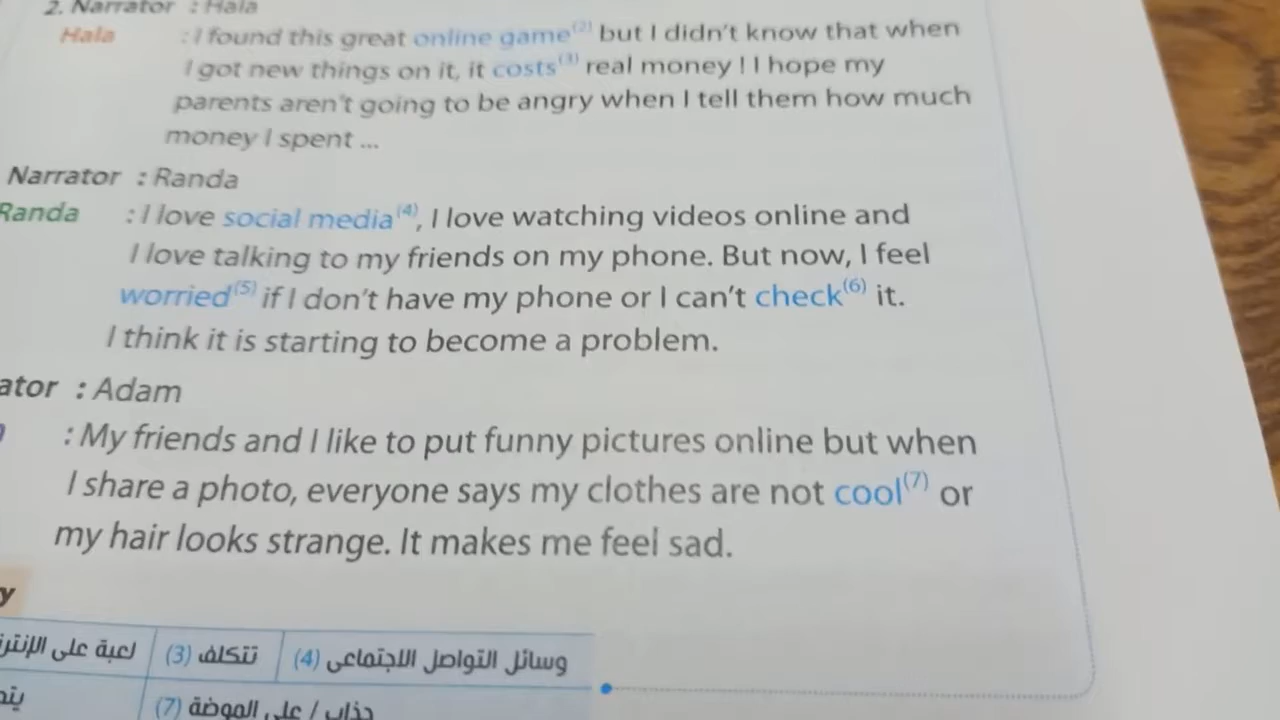 2. Narrator : Hala
Hala : I found this great online game(2) but I didn't know that when
I got new things on it, it costs(3) real money ! I hope my
parents aren't going to be angry when I tell them how much
money I spent ...
Narrator : Randa
Randa : I love social media(4), I love watching videos online and
I love talking to my friends on my phone. But now, I feel
worried(5) if I don't have my phone or I can't check(6) it.
I think it is starting to become a problem.
ator : Adam
: My friends and I like to put funny pictures online but when
I share a photo, everyone says my clothes are not cool(7) or
my hair looks strange. It makes me feel sad.
y
لعبة على الإنتر (3) تتكلف (4) وسائل التواصل الاجتماعى
(7) جذاب / على الموضة